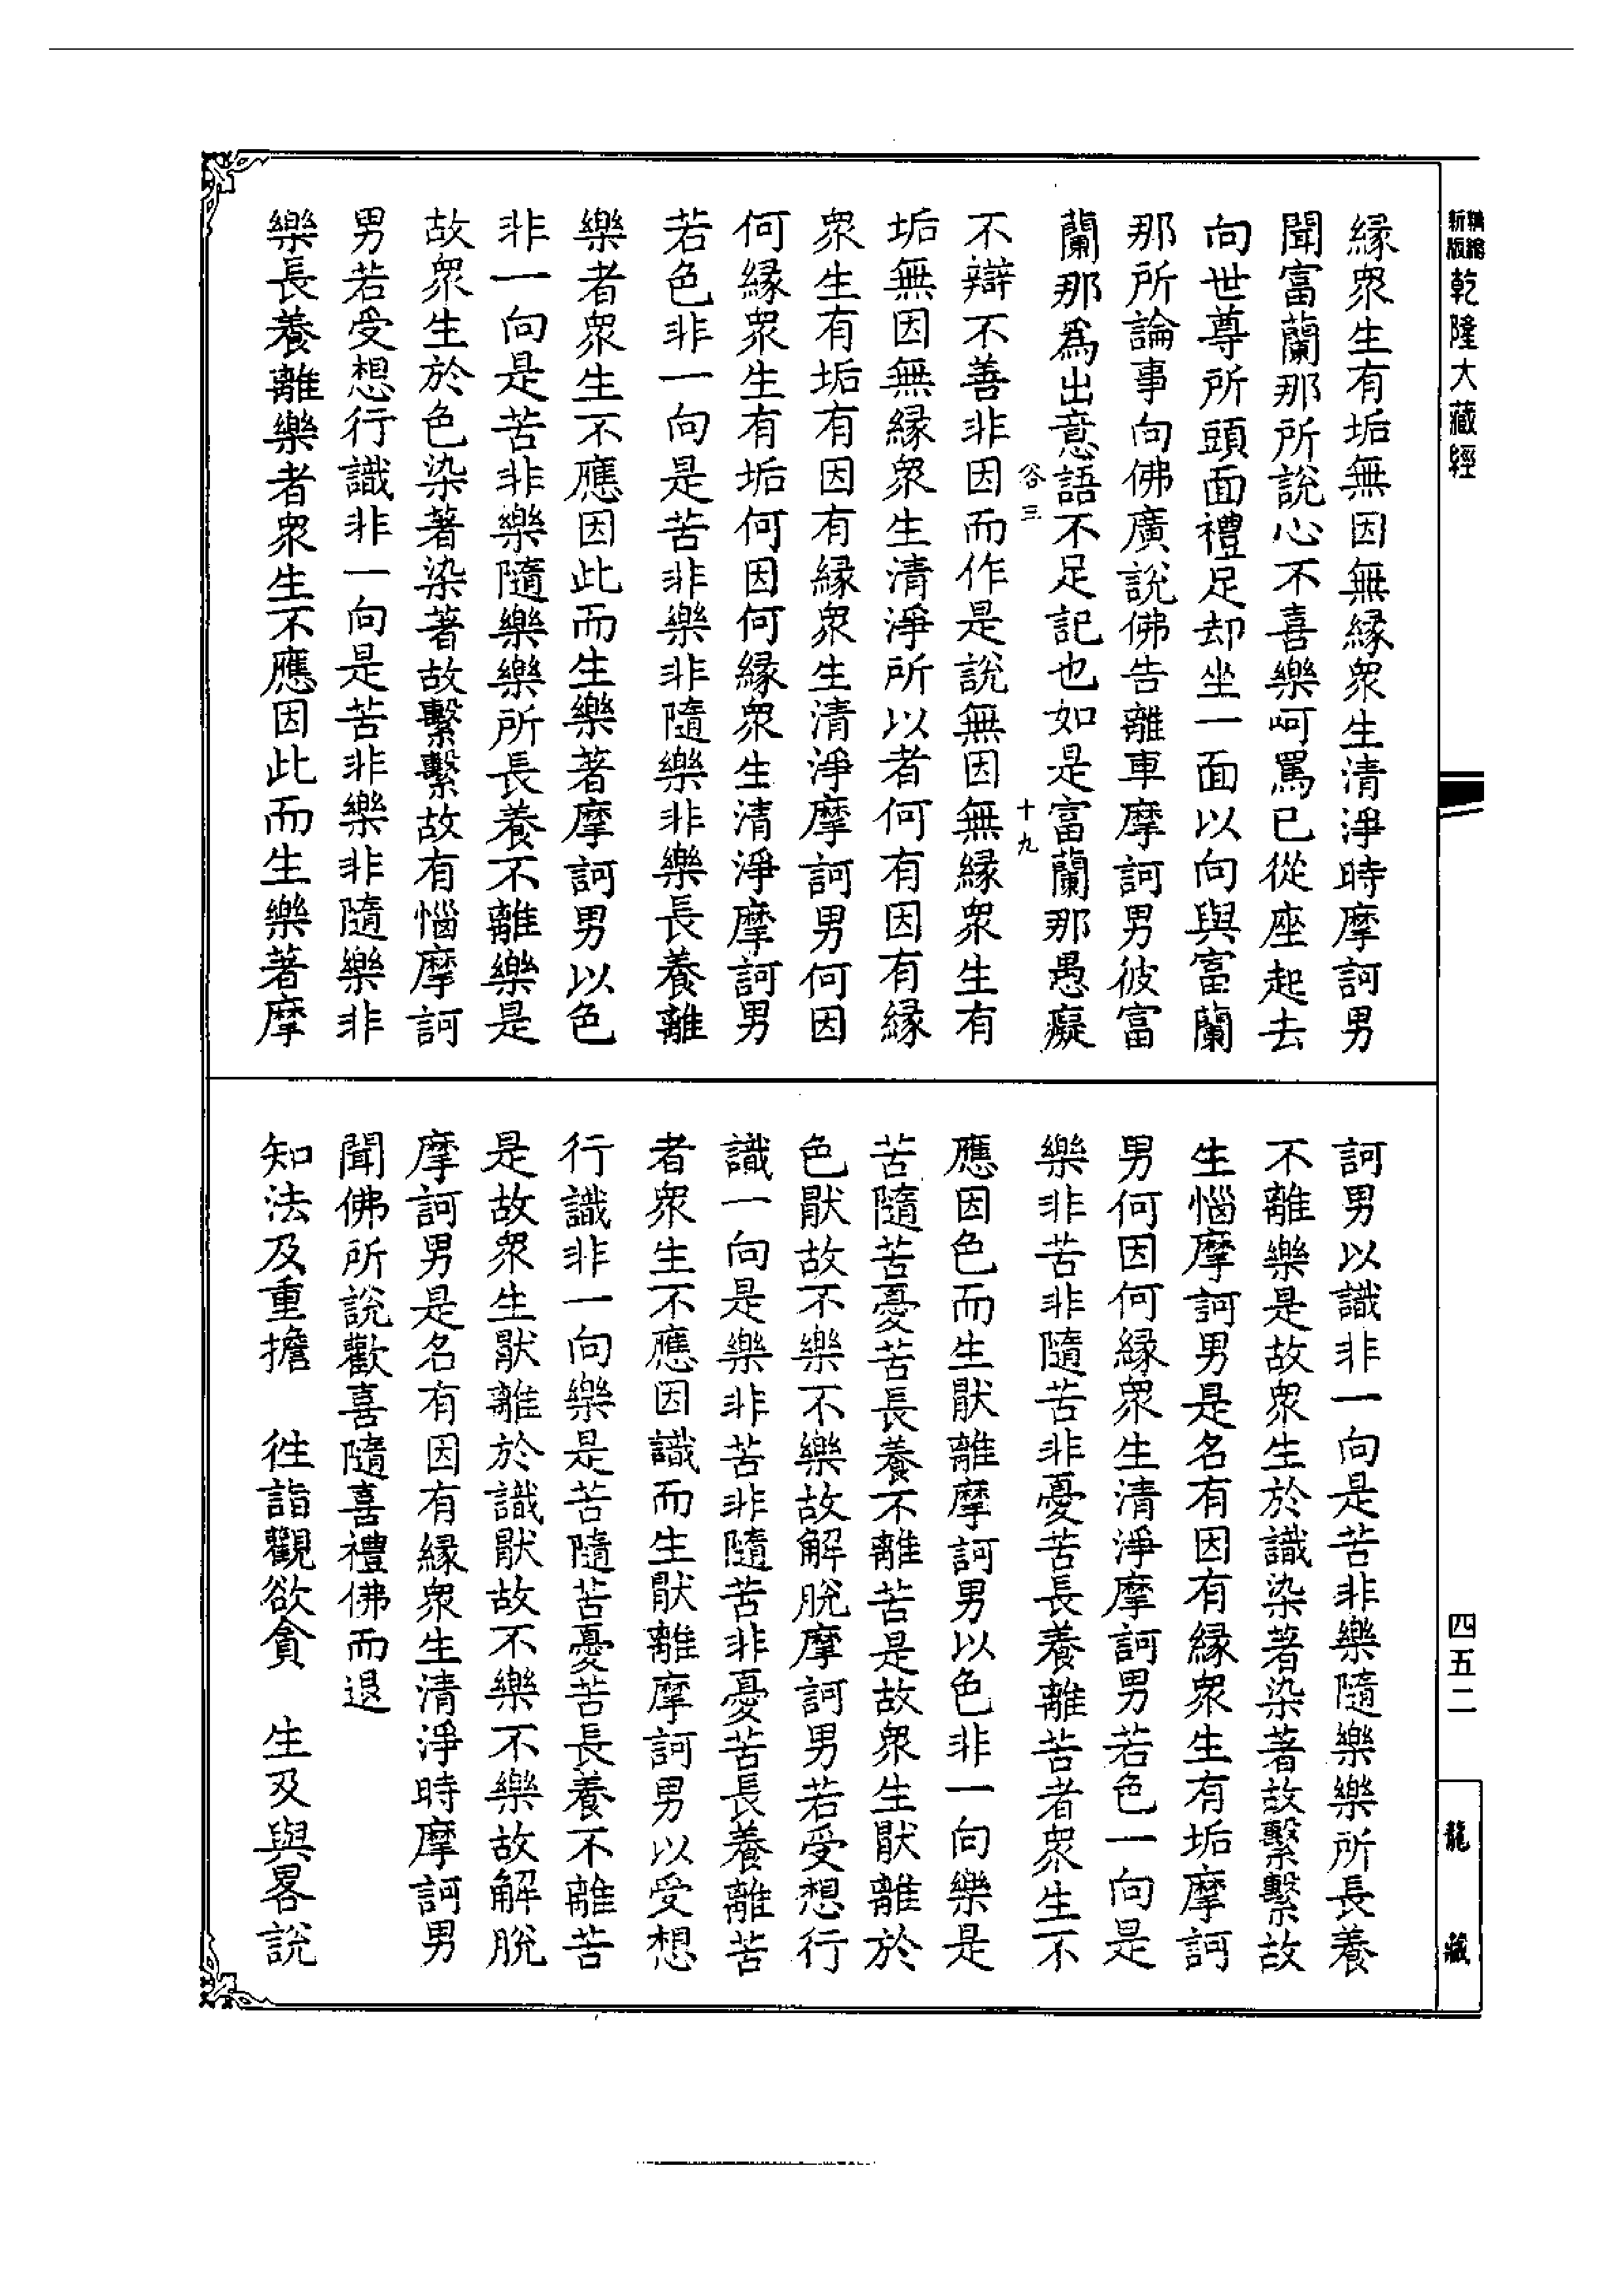 新版精縮乾隆大藏經
縁衆生有垢無因無縁衆生清淨時摩訶男
聞富蘭那所說心不喜樂呵罵已從座起去
向世尊所頭面禮足却坐一面以向與富蘭
那所論事向佛廣說佛告離車摩訶男彼富
蘭那爲出意語不足記也如是富蘭那愚癡
谷三 十九
不辯不善非因而作是說無因無縁衆生有
垢無因無縁衆生清淨所以者何有因有縁
衆生有垢有因有縁衆生清淨摩訶男何因
何縁衆生有垢何因何縁衆生清淨摩訶男
若色非一向是苦非樂非隨樂非樂長養離
樂者衆生不應因此而生樂著摩訶男以色
非一向是苦非樂隨樂樂所長養不離樂是
故衆生於色染著染著故繫繫故有惱摩訶
男若受想行識非一向是苦非樂非隨樂非
樂長養離樂者衆生不應因此而生樂著摩
訶男以識非一向是苦非樂隨樂樂所長養
不離樂是故衆生於識染著染著故繫繫故
生惱摩訶男是名有因有縁衆生有垢摩訶
男何因何縁衆生清淨摩訶男若色一向是
樂非苦非隨苦非憂苦長養離苦者衆生不
應因色而生猒離摩訶男以色非一向樂是
苦隨苦憂苦長養不離苦是故衆生猒離於
色猒故不樂不樂故解脫摩訶男若受想行
識一向是樂非苦非隨苦非憂苦長養離苦
者衆生不應因識而生猒離摩訶男以受想
行識非一向樂是苦隨苦憂苦長養不離苦
是故衆生猒離於識猒故不樂不樂故解脫
摩訶男是名有因有縁衆生清淨時摩訶男
聞佛所說歡喜隨喜禮佛而退
知法及重擔 徃詣觀欲貪 生及與畧說
四五二
龍藏